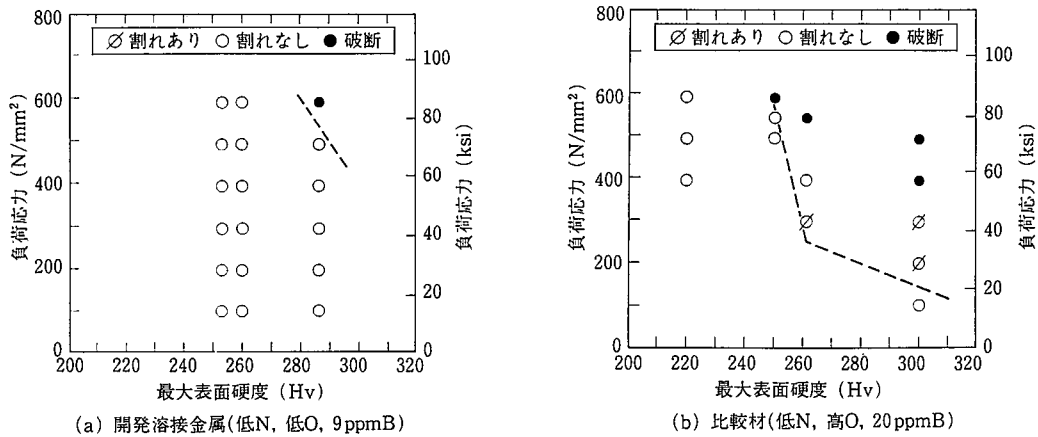 800
600
400
200
0
負荷応力 (N/mm²)
⌀ 割れあり ○ 割れなし ● 破断
100
80
60
40
20
0
負荷応力 (ksi)
200 220 240 260 280 300 320
最大表面硬度 (Hv)
(a) 開発溶接金属(低N, 低O, 9ppmB)
800
600
400
200
0
負荷応力 (N/mm²)
⌀ 割れあり ○ 割れなし ● 破断
100
80
60
40
20
0
負荷応力 (ksi)
200 220 240 260 280 300 320
最大表面硬度 (Hv)
(b) 比較材(低N, 高O, 20ppmB)